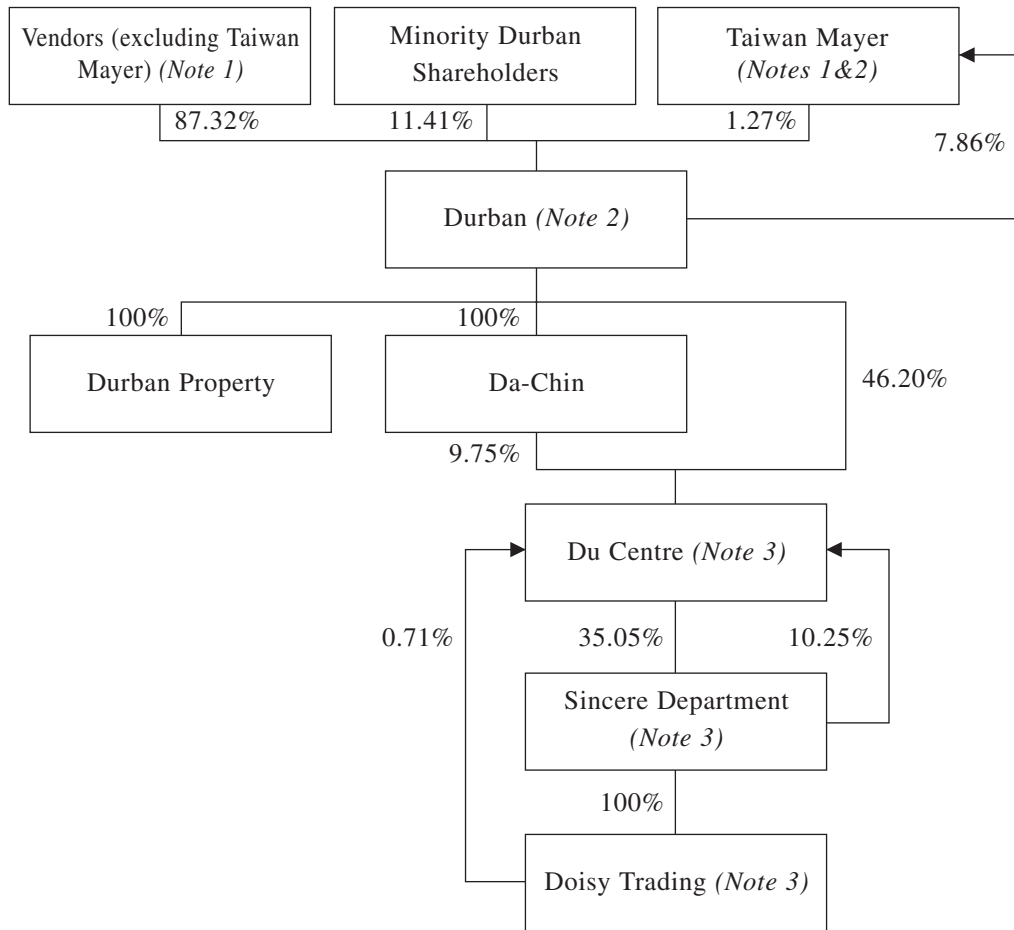 Vendors (excluding Taiwan
Mayer) (Note 1)
Minority Durban
Shareholders
Taiwan Mayer
(Notes 1&2)
87.32%
11.41%
1.27%
7.86%
Durban (Note 2)
100%
100%
Durban Property
Da-Chin
46.20%
9.75%
Du Centre (Note 3)
0.71%
35.05%
10.25%
Sincere Department
(Note 3)
100%
Doisy Trading (Note 3)